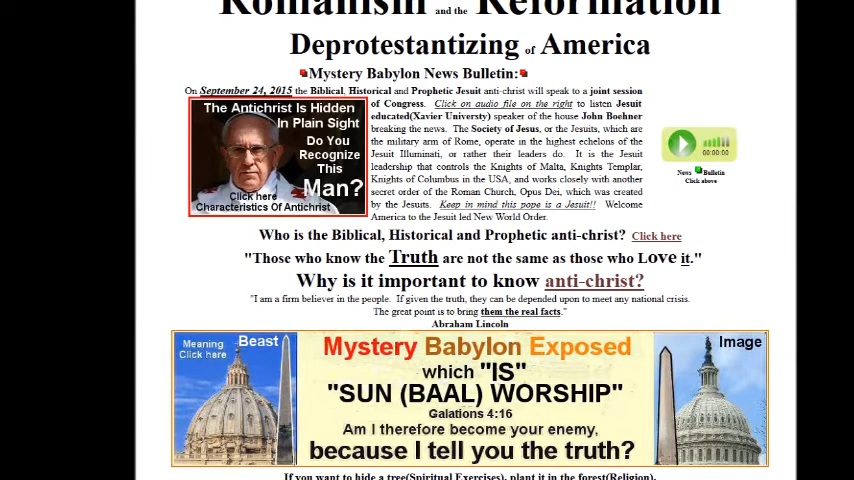 Romanism and the Reformation
Deprotestantizing of America
Mystery Babylon News Bulletin:
On September 24, 2015 the Biblical, Historical and Prophetic Jesuit anti-christ will speak to a joint session
of Congress. Click on audio file on the right to listen Jesuit
educated(Xavier Universty) speaker of the house John Boehner
breaking the news. The Society of Jesus, or the Jesuits, which are
the military arm of Rome, operate in the highest echelons of the
Jesuit Illuminati, or rather their leaders do. It is the Jesuit
leadership that controls the Knights of Malta, Knights Templar,
Knights of Columbus in the USA, and works closely with another
secret order of the Roman Church, Opus Dei, which was created
by the Jesuits. Keep in mind this pope is a Jesuit!! Welcome
America to the Jesuit led New World Order.
The Antichrist Is Hidden
In Plain Sight
Do You
Recognize
This
Man?
Click here
Characteristics Of Antichrist
00:00:00
News Bulletin
Click above
Who is the Biblical, Historical and Prophetic anti-christ? Click here
"Those who know the Truth are not the same as those who Love it."
Why is it important to know anti-christ?
"I am a firm believer in the people. If given the truth, they can be depended upon to meet any national crisis.
The great point is to bring them the real facts."
Abraham Lincoln
Meaning
Click here
Beast
Mystery Babylon Exposed
which "IS"
"SUN (BAAL) WORSHIP"
Galations 4:16
Am I therefore become your enemy,
because I tell you the truth?
Image
If you want to hide a tree(Spiritual Exercises), plant it in the forest(Religion).